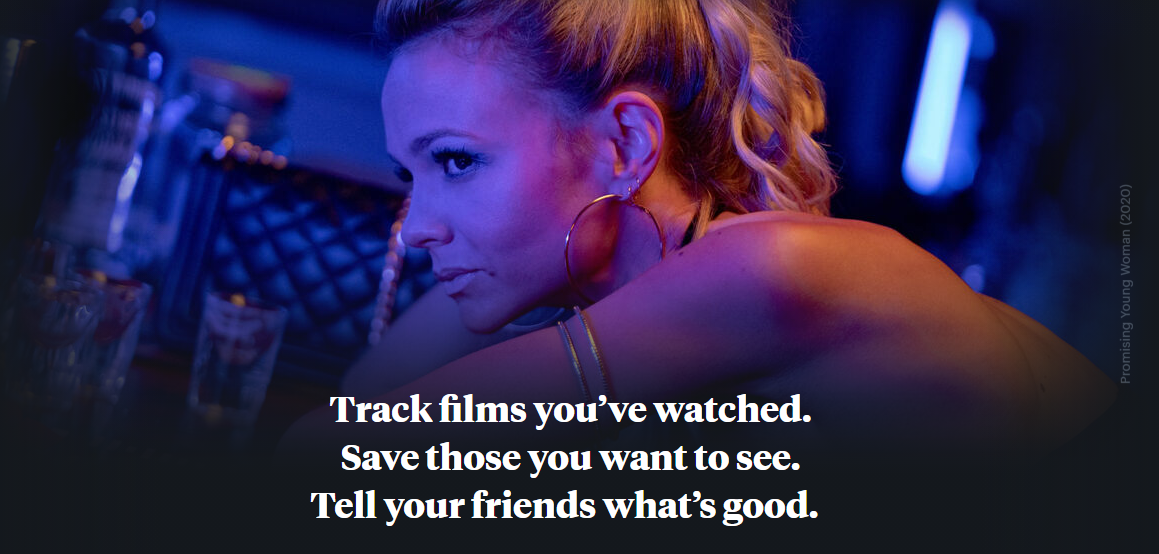 Track films you’ve watched.
Save those you want to see.
Tell your friends what’s good.
Promising Young Woman (2020)